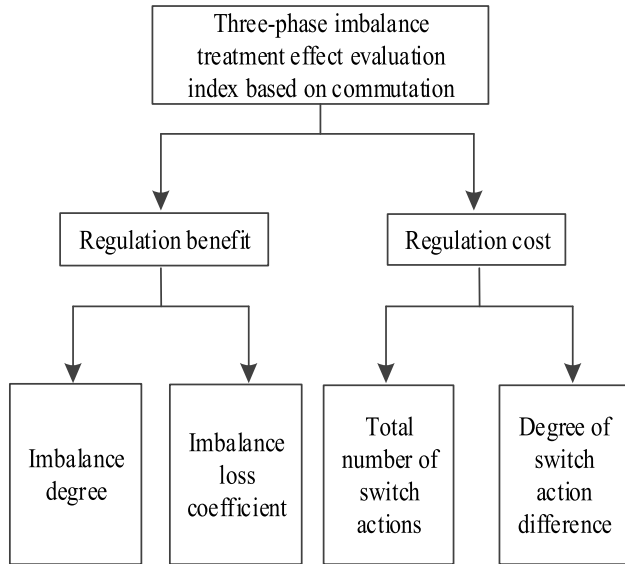 Three-phase imbalance
treatment effect evaluation
index based on commutation
Regulation benefit
Regulation cost
Imbalance
degree
Imbalance
loss
coefficient
Total
number of
switch
actions
Degree of
switch
action
difference